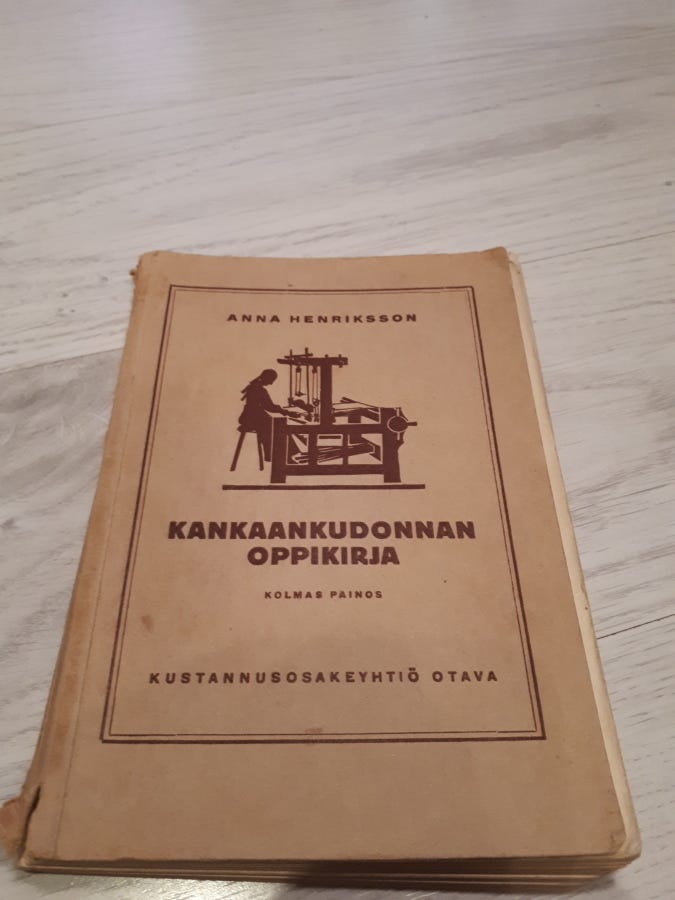 ANNA HENRIKSSON
KANKAANKUDONNAN
OPPIKIRJA
KOLMAS PAINOS
KUSTANNUSOSAKEYHTIÖ OTAVA